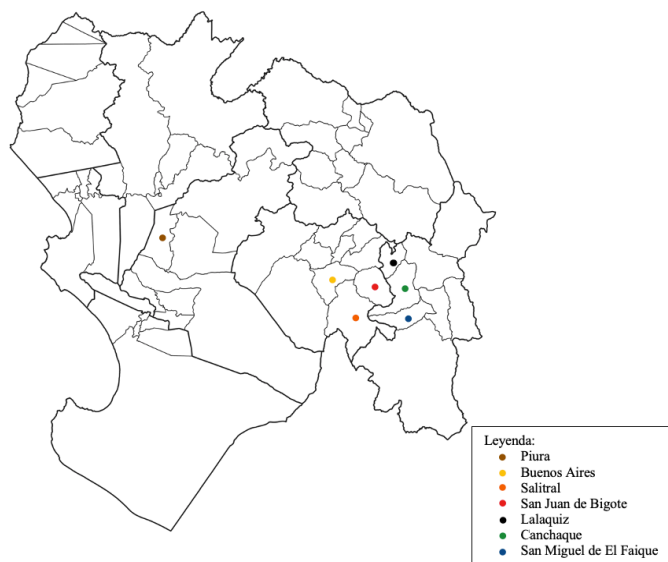 Leyenda:
Piura
Buenos Aires
Salitral
San Juan de Bigote
Lalaquiz
Canchaque
San Miguel de El Faique